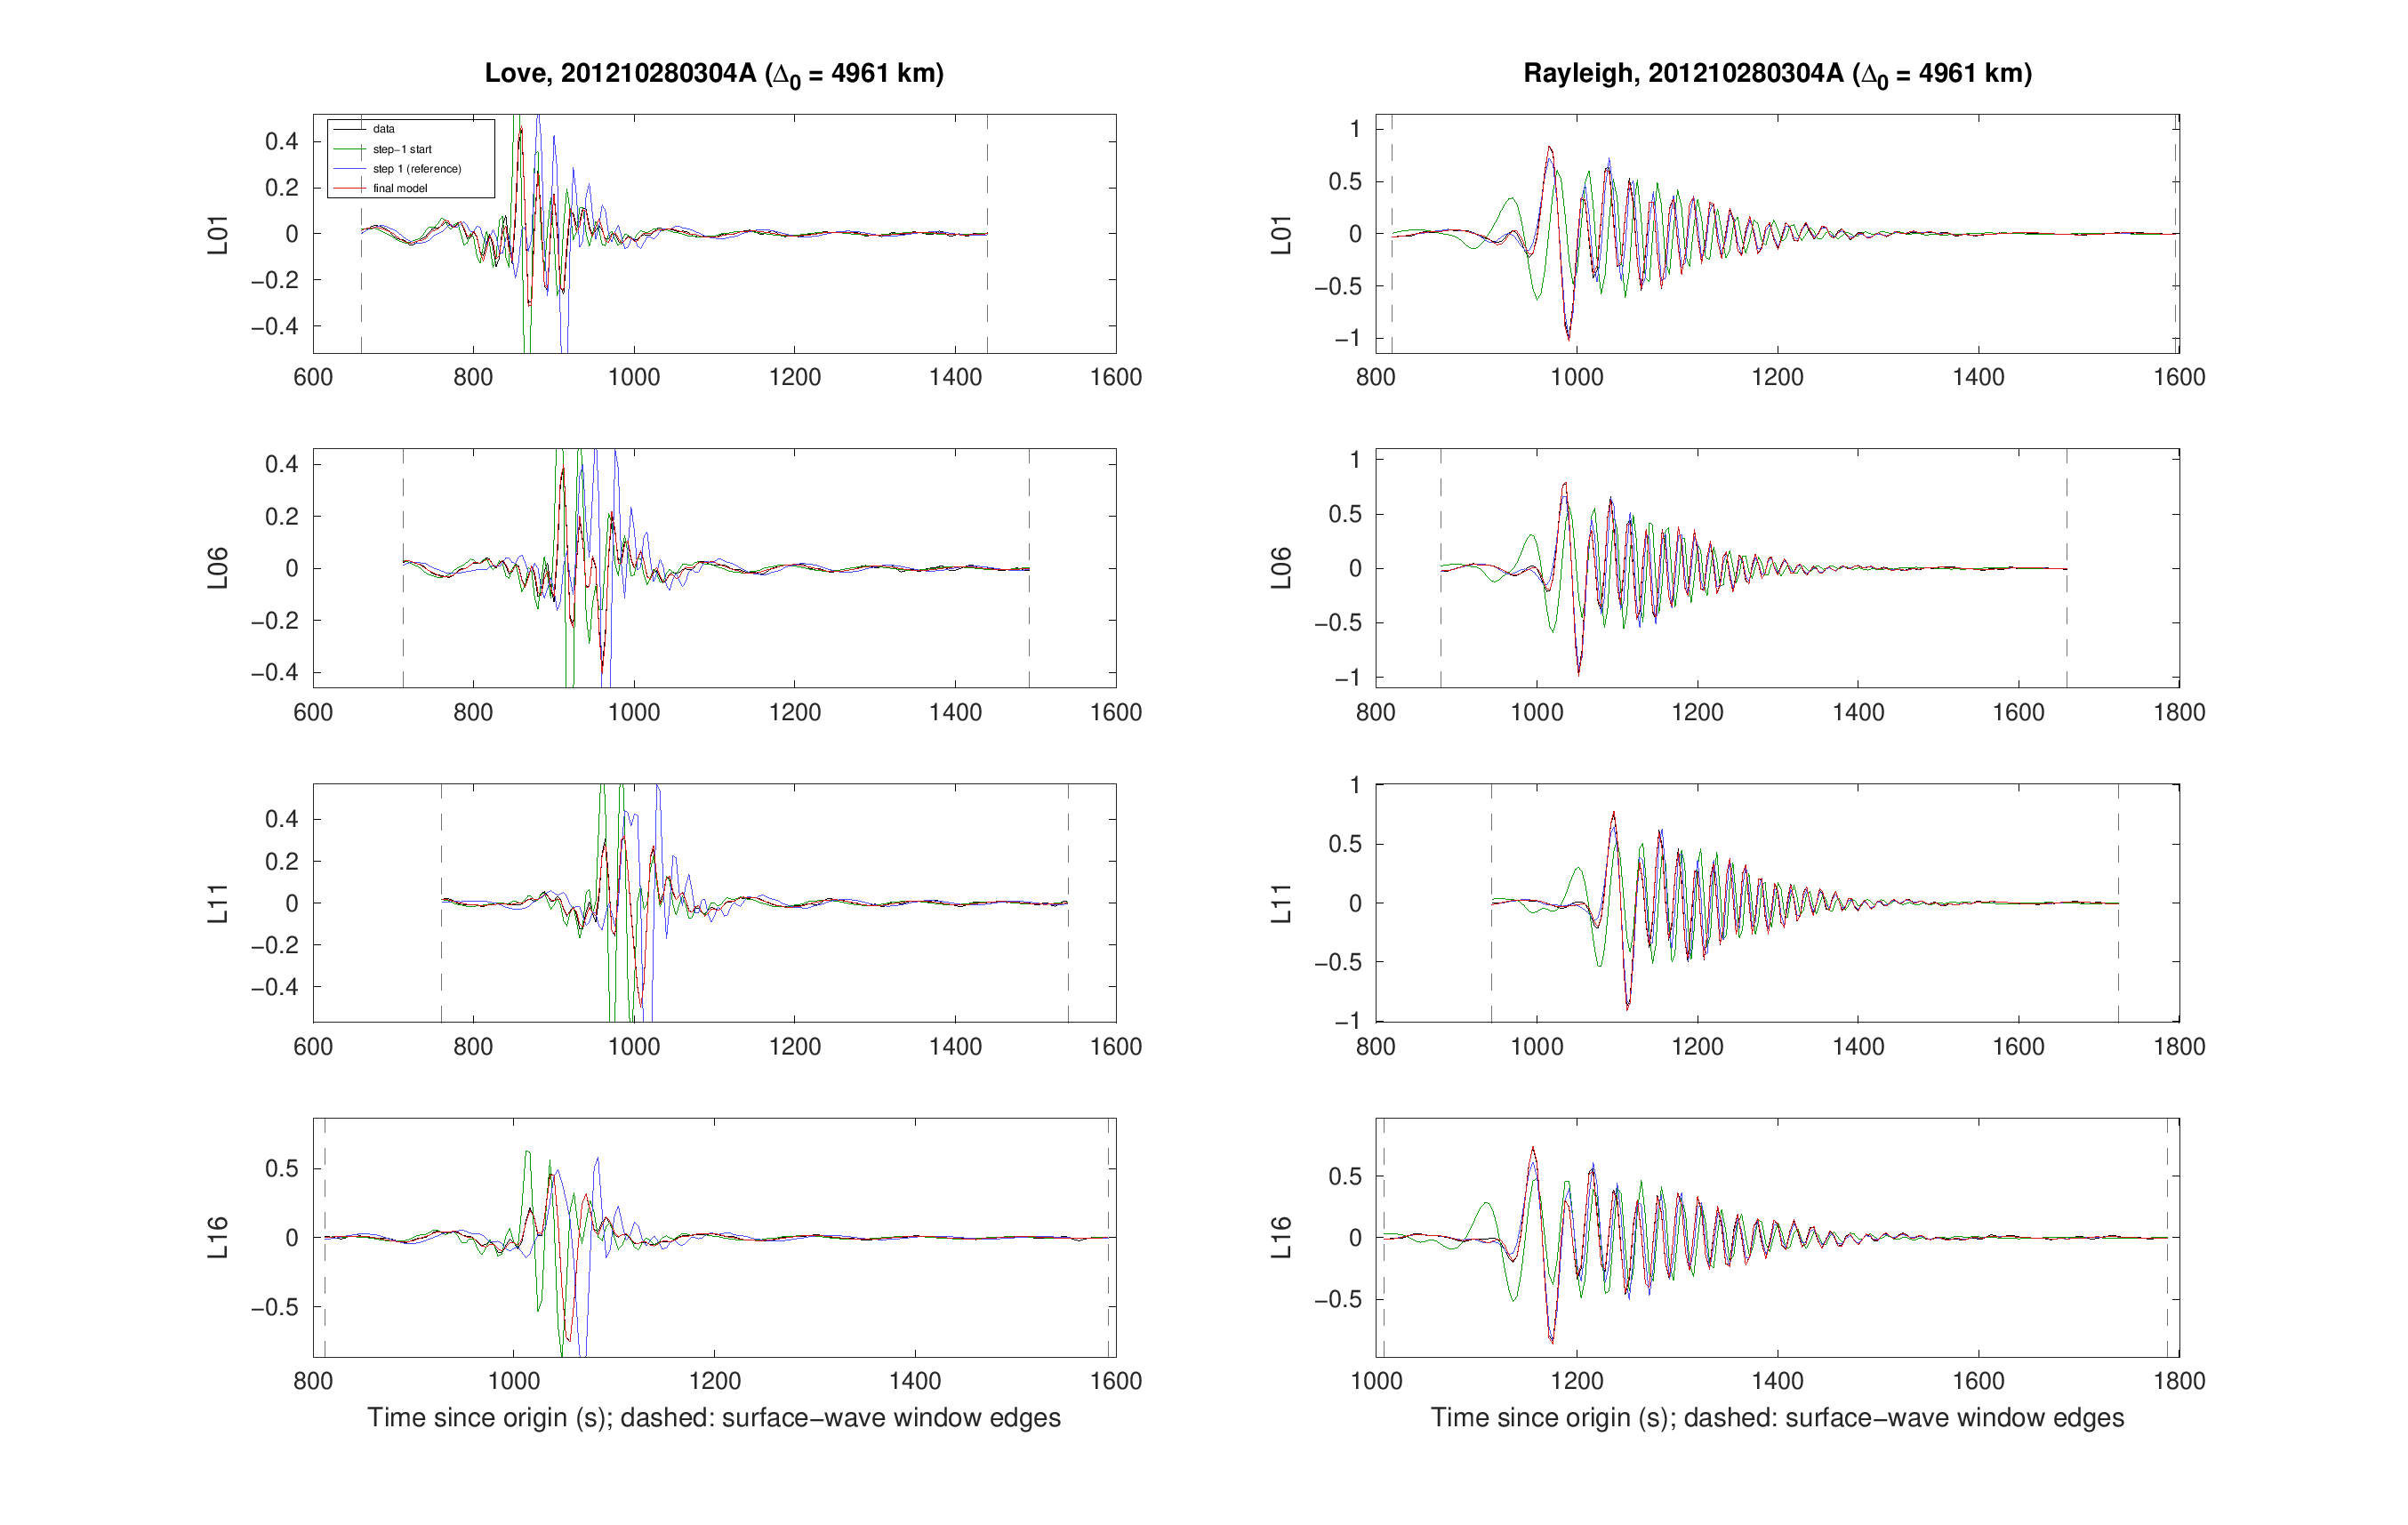 Love, 201210280304A (Δ0 = 4961 km)
0.4
0.2
0
−0.2
−0.4
L01
data
step−1 start
step 1 (reference)
final model
600 800 1000 1200 1400 1600
Rayleigh, 201210280304A (Δ0 = 4961 km)
1
0.5
0
−0.5
−1
L01
800 1000 1200 1400 1600
0.4
0.2
0
−0.2
−0.4
L06
600 800 1000 1200 1400 1600
1
0.5
0
−0.5
−1
L06
800 1000 1200 1400 1600 1800
0.4
0.2
0
−0.2
−0.4
L11
600 800 1000 1200 1400 1600
1
0.5
0
−0.5
−1
L11
800 1000 1200 1400 1600 1800
0.5
0
−0.5
L16
800 1000 1200 1400 1600
Time since origin (s); dashed: surface−wave window edges
0.5
0
−0.5
L16
1000 1200 1400 1600 1800
Time since origin (s); dashed: surface−wave window edges